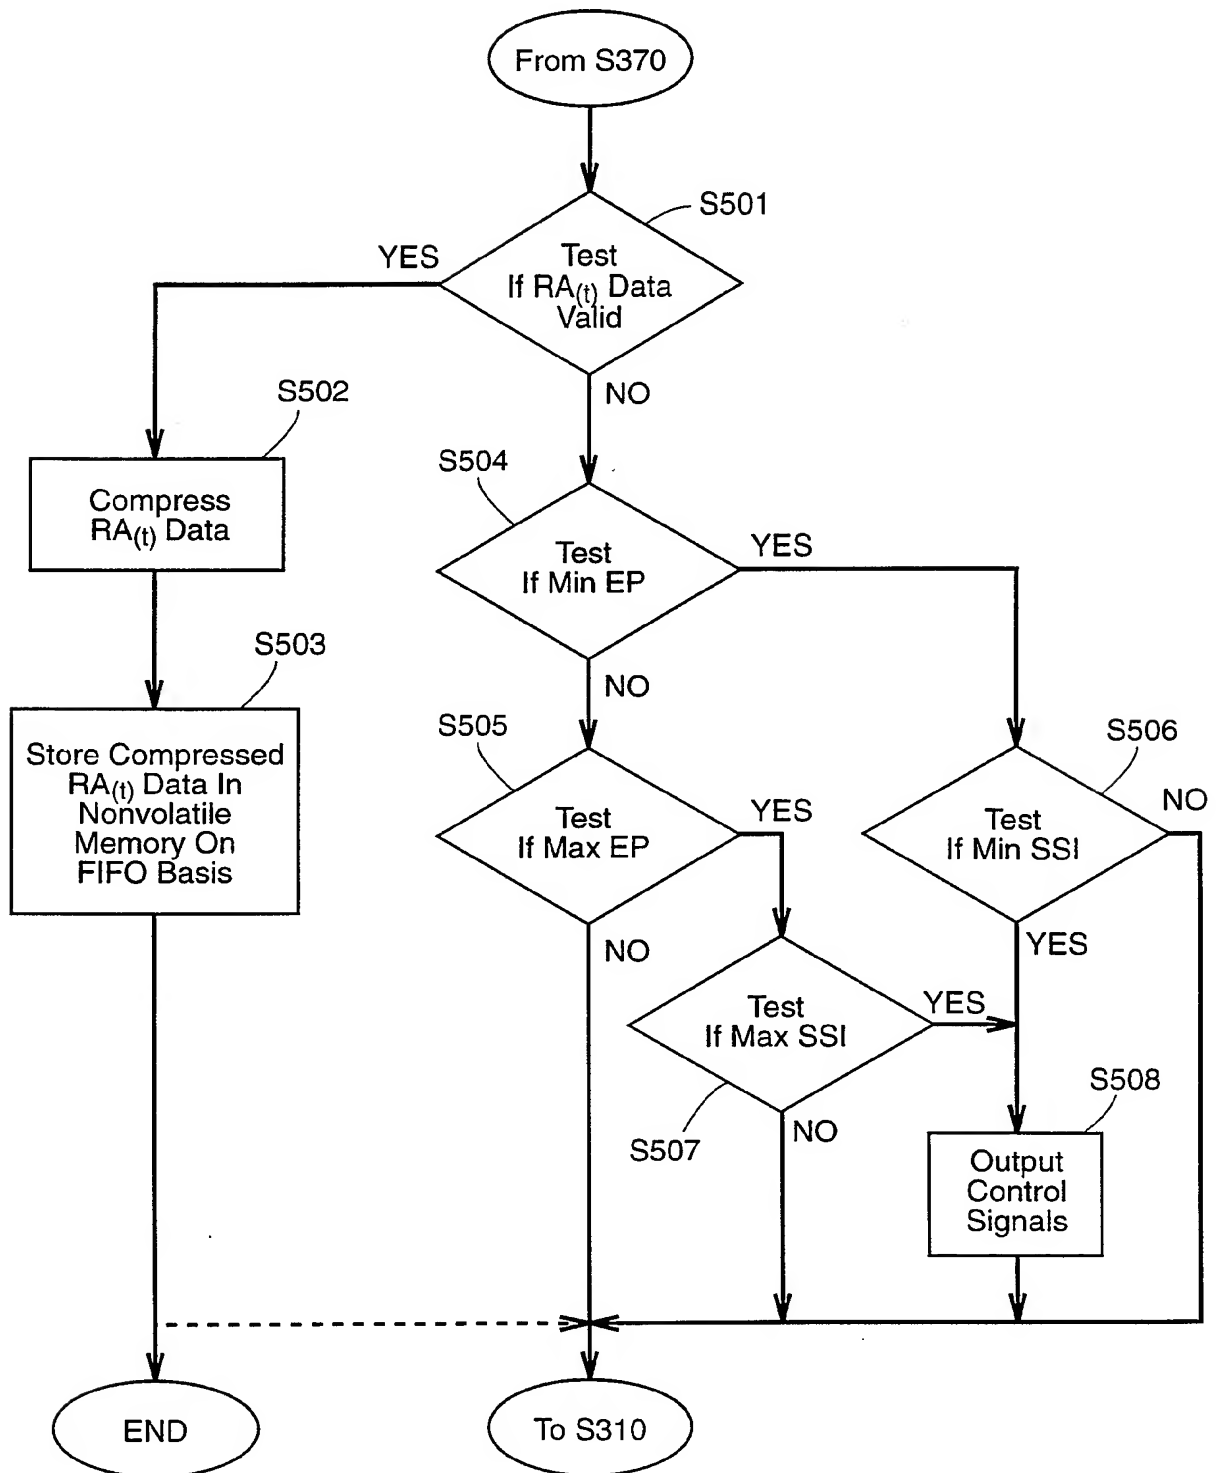 From S370
S501
YES
Test
If RA(t) Data
Valid
NO
S502
Compress
RA(t) Data
S504
Test
If Min EP
YES
NO
S503
Store Compressed
RA(t) Data In
Nonvolatile
Memory On
FIFO Basis
S505
Test
If Max EP
YES
NO
S506
Test
If Min SSI
NO
YES
Test
If Max SSI
YES
S507
NO
S508
Output
Control
Signals
END
To S310